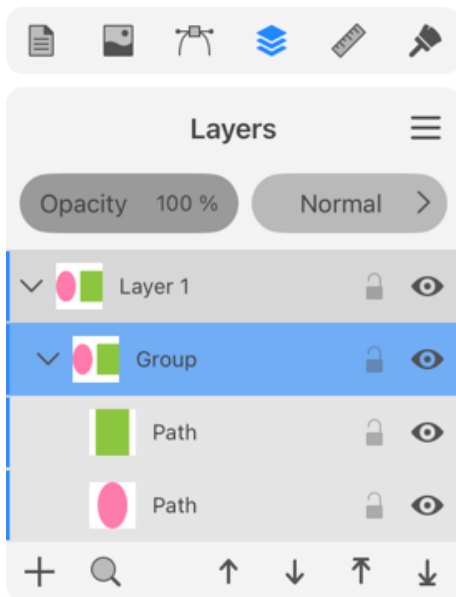 Layers
Opacity 100 % Normal
Layer 1
Group
Path
Path